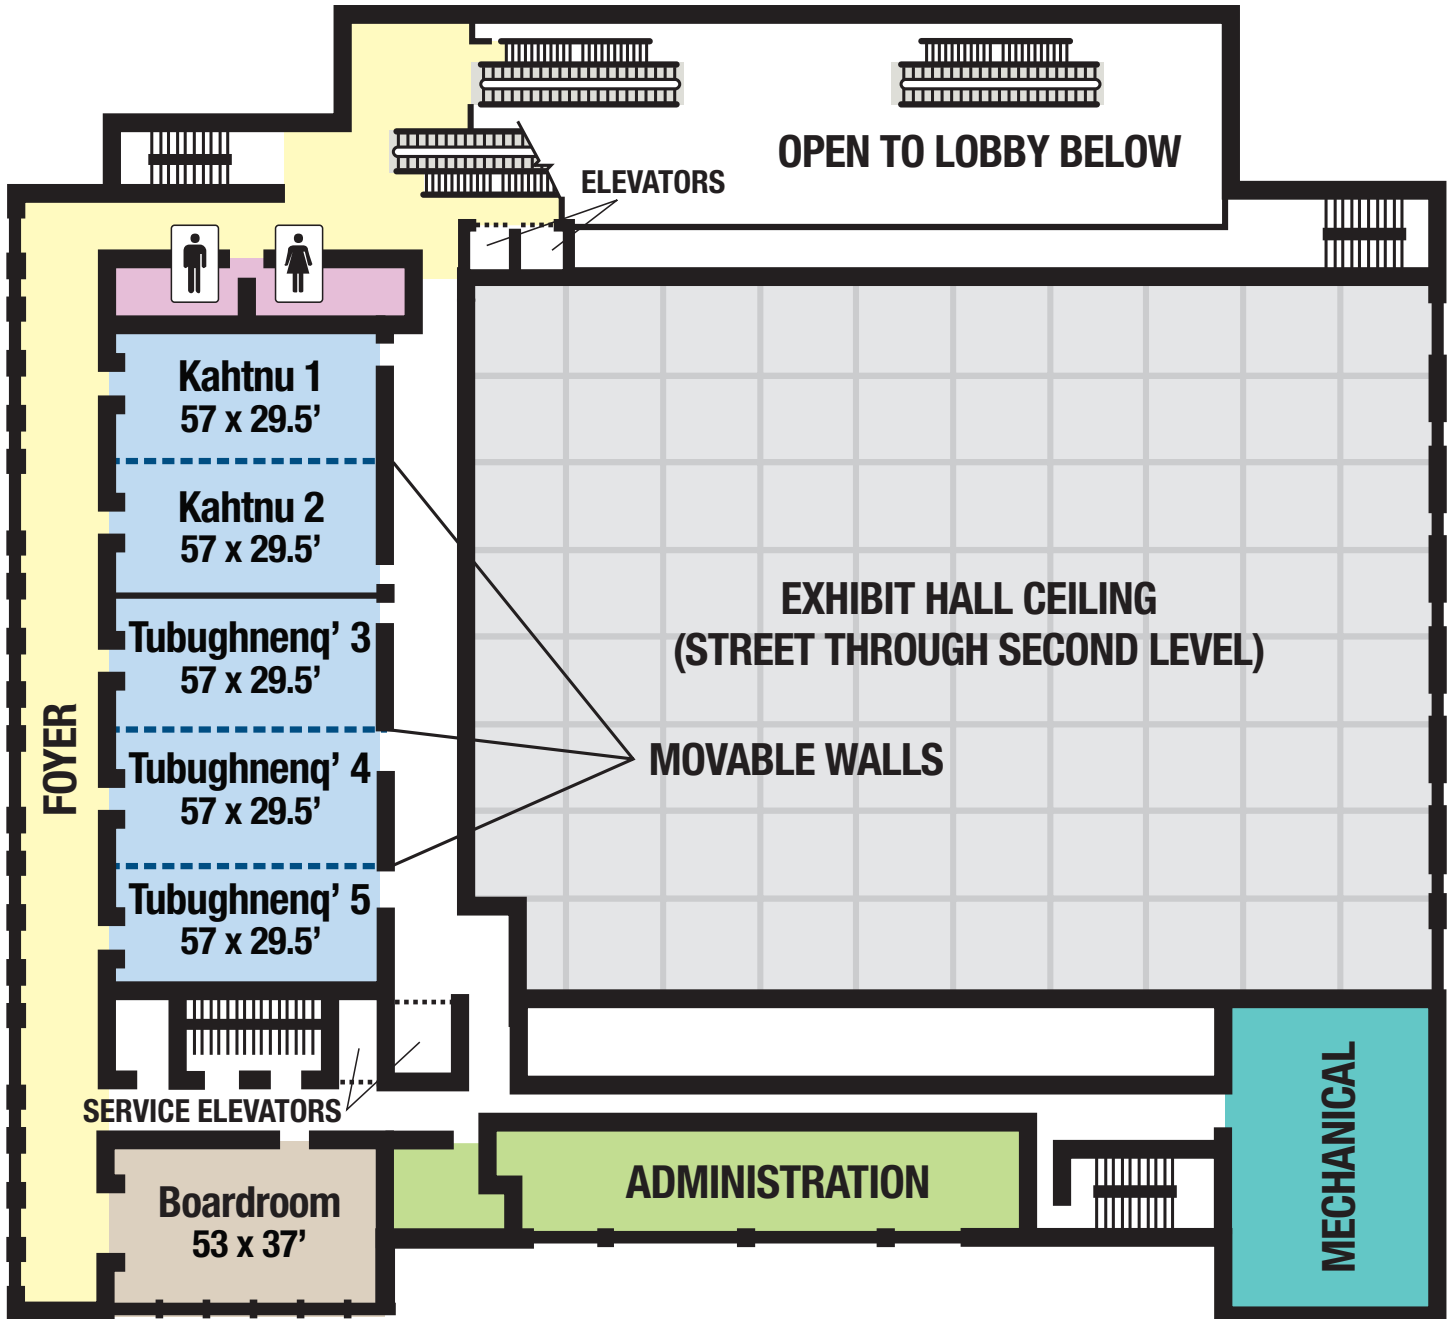 OPEN TO LOBBY BELOW
ELEVATORS
Kahtnu 1
57 x 29.5’
Kahtnu 2
57 x 29.5’
EXHIBIT HALL CEILING
(STREET THROUGH SECOND LEVEL)
Tubughnenq’ 3
57 x 29.5’
FOYER
MOVABLE WALLS
Tubughnenq’ 4
57 x 29.5’
Tubughnenq’ 5
57 x 29.5’
SERVICE ELEVATORS
Boardroom
53 x 37’
ADMINISTRATION
MECHANICAL